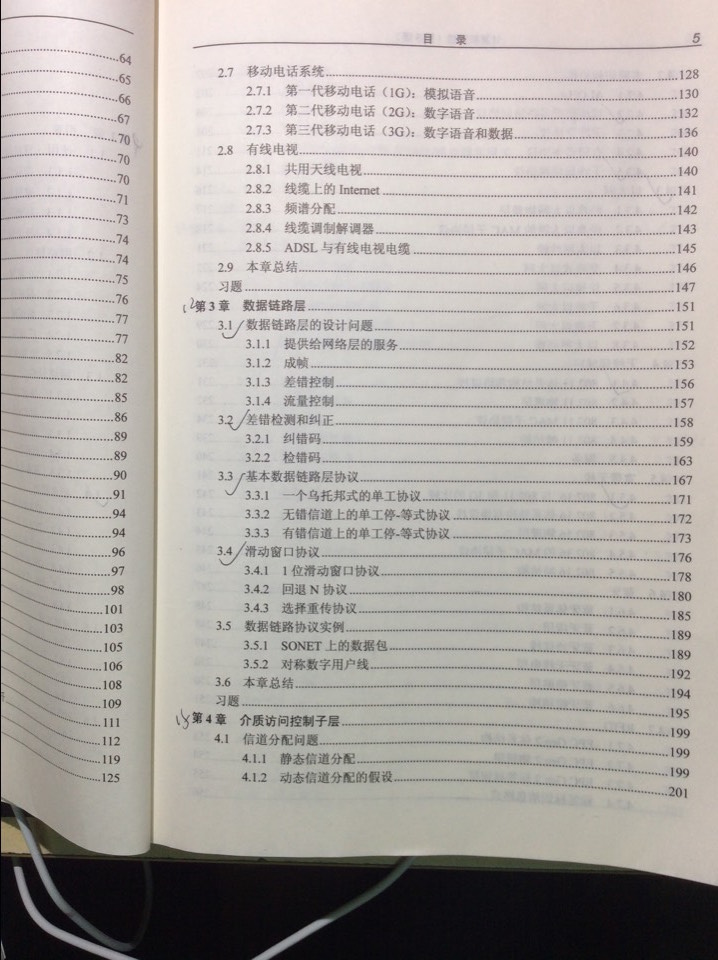 64
65
66
67
70
70
70
71
73
74
74
75
76
77
77
82
82
85
86
89
89
90
91
94
94
96
97
98
101
103
105
106
108
109
111
112
119
125
目 录 5
2.7 移动电话系统 128
2.7.1 第一代移动电话（1G）：模拟语音 130
2.7.2 第二代移动电话（2G）：数字语音 132
2.7.3 第三代移动电话（3G）：数字语音和数据 136
2.8 有线电视 140
2.8.1 共用天线电视 140
2.8.2 线缆上的 Internet 141
2.8.3 频谱分配 142
2.8.4 线缆调制解调器 143
2.8.5 ADSL 与有线电视电缆 145
2.9 本章总结 146
习题 147
第 3 章 数据链路层 151
3.1 数据链路层的设计问题 151
3.1.1 提供给网络层的服务 152
3.1.2 成帧 153
3.1.3 差错控制 156
3.1.4 流量控制 157
3.2 差错检测和纠正 158
3.2.1 纠错码 159
3.2.2 检错码 163
3.3 基本数据链路层协议 167
3.3.1 一个乌托邦式的单工协议 171
3.3.2 无错信道上的单工停-等式协议 172
3.3.3 有错信道上的单工停-等式协议 173
3.4 滑动窗口协议 176
3.4.1 1 位滑动窗口协议 178
3.4.2 回退 N 协议 180
3.4.3 选择重传协议 185
3.5 数据链路协议实例 189
3.5.1 SONET 上的数据包 189
3.5.2 对称数字用户线 192
3.6 本章总结 194
习题 195
第 4 章 介质访问控制子层 199
4.1 信道分配问题 199
4.1.1 静态信道分配 199
4.1.2 动态信道分配的假设 201